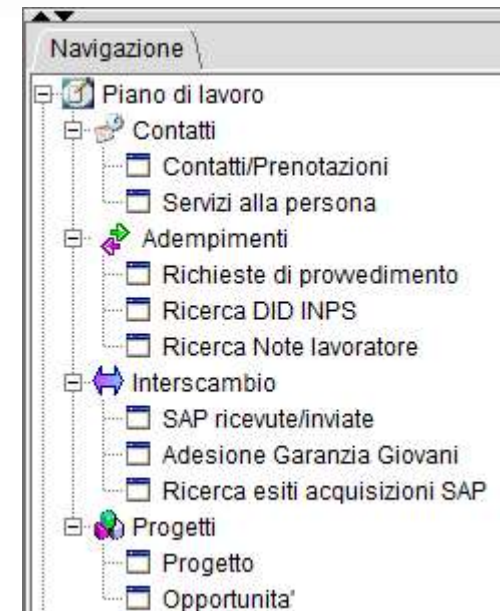 Navigazione
Piano di lavoro
Contatti
Contatti/Prenotazioni
Servizi alla persona
Adempimenti
Richieste di provvedimento
Ricerca DID INPS
Ricerca Note lavoratore
Interscambio
SAP ricevute/inviate
Adesione Garanzia Giovani
Ricerca esiti acquisizioni SAP
Progetti
Progetto
Opportunita'